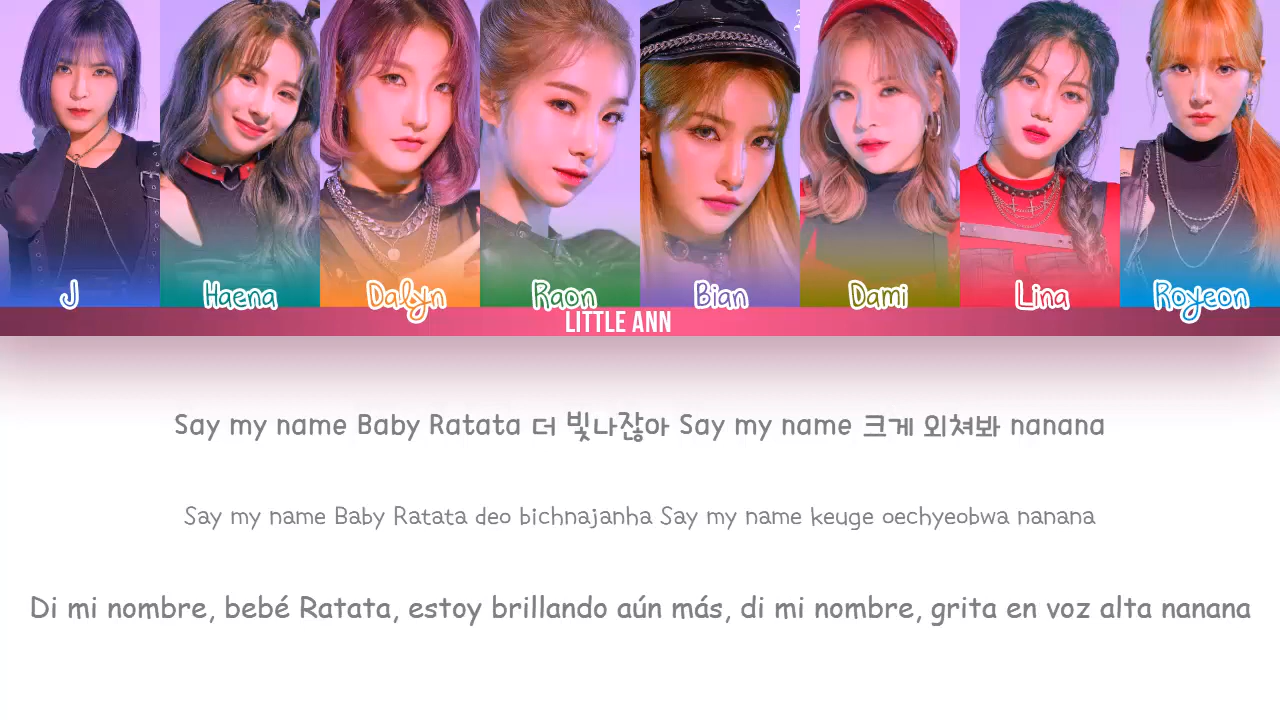 J Haena Dalyn Raon Bian Dami Lina Royeon
LITTLE ANN
Say my name Baby Ratata 더 빛나잖아 Say my name 크게 외쳐봐 nanana
Say my name Baby Ratata deo bichnajanha Say my name keuge oechyeobwa nanana
Di mi nombre, bebé Ratata, estoy brillando aún más, di mi nombre, grita en voz alta nanana